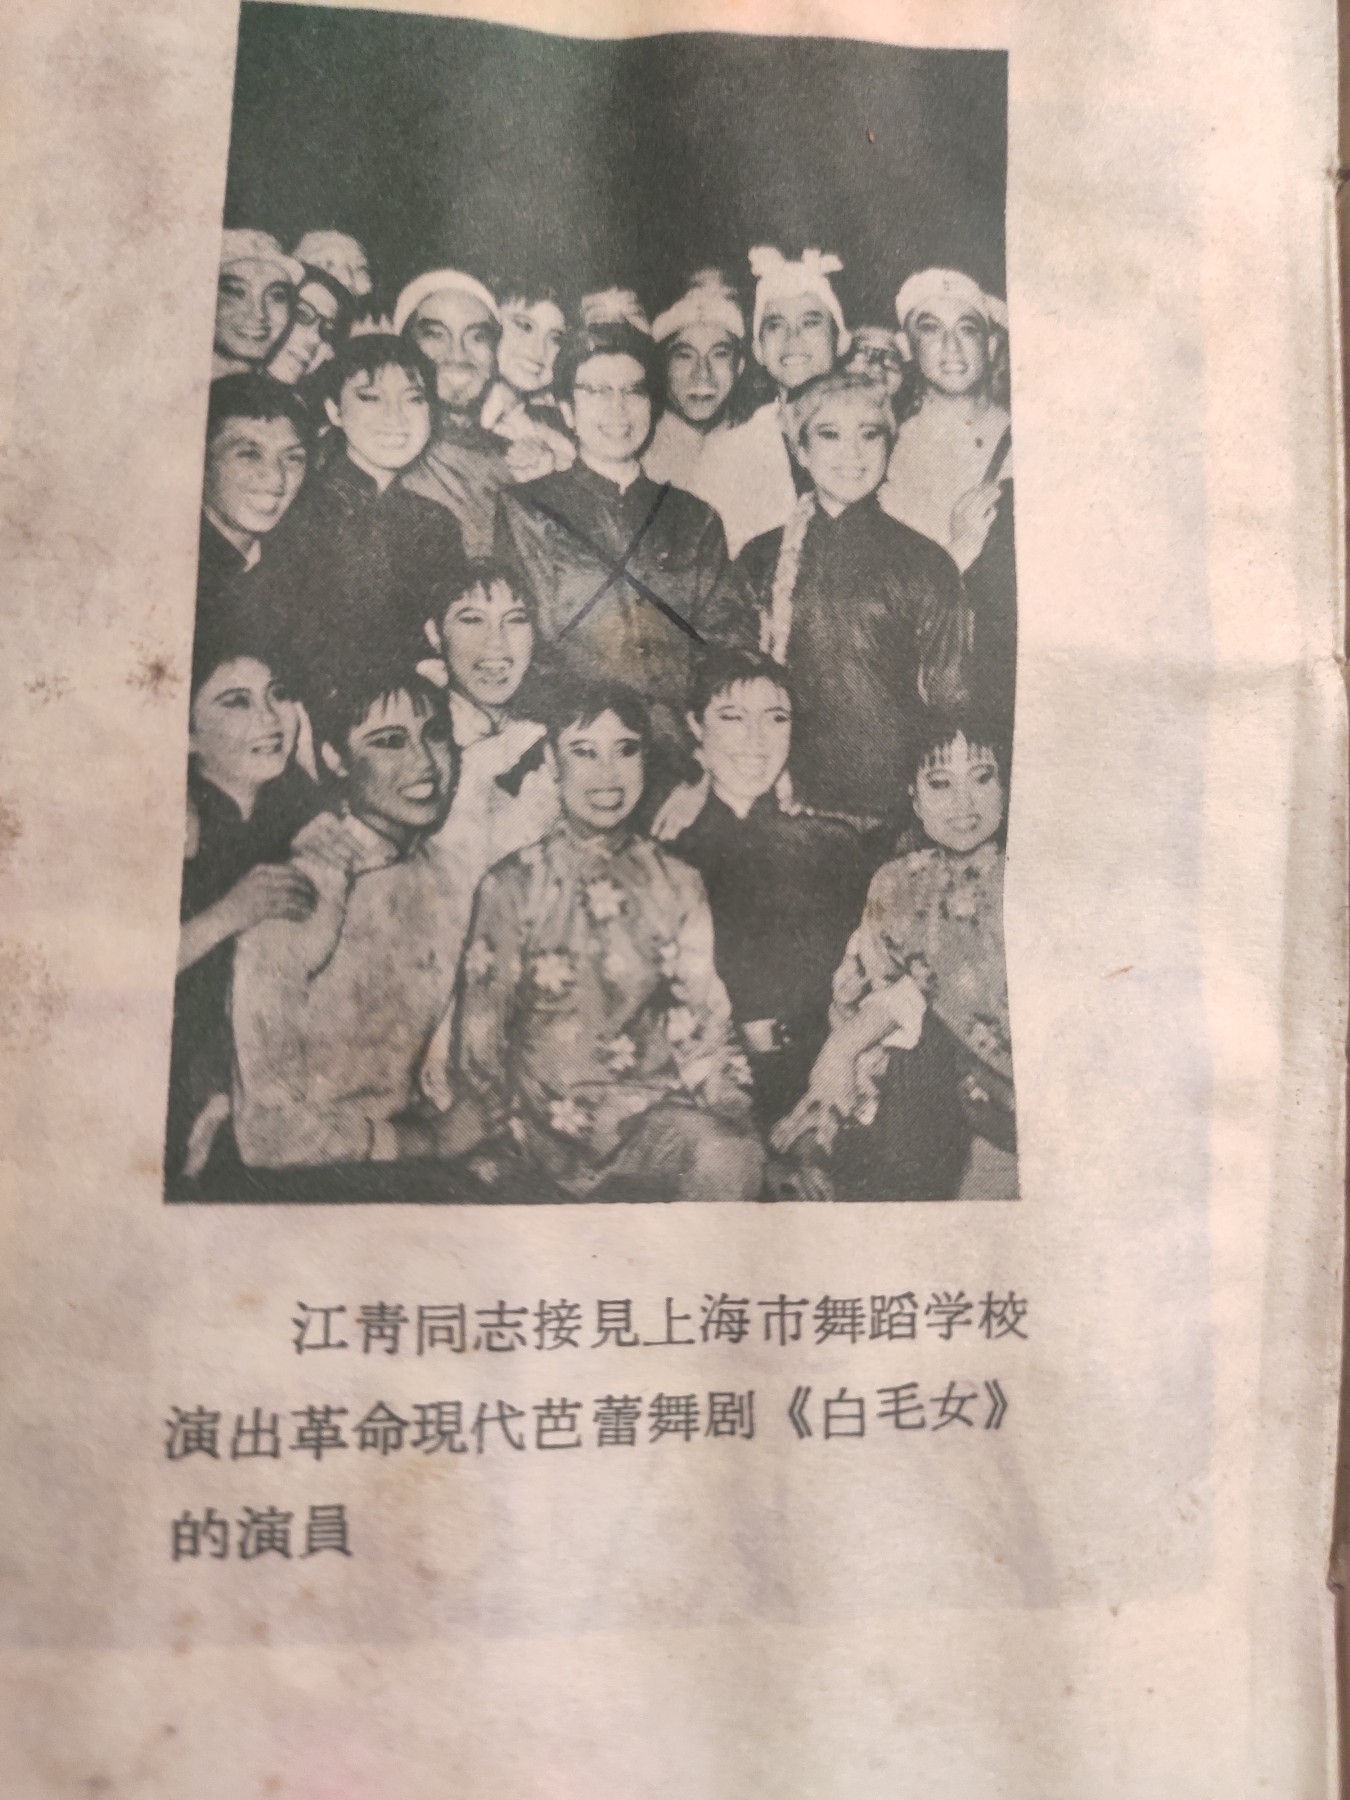 江青同志接見上海市舞蹈学校
演出革命現代芭蕾舞剧《白毛女》
的演員